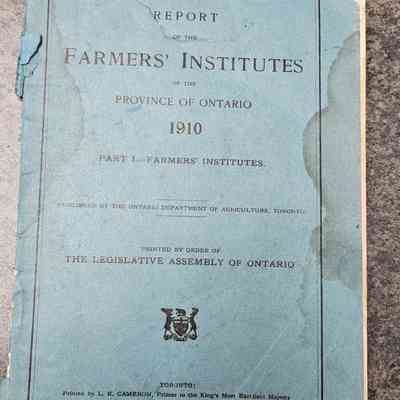 REPORT
OF THE
FARMERS' INSTITUTES
OF THE
PROVINCE OF ONTARIO
1910
PART I.—FARMERS' INSTITUTES.
PUBLISHED BY THE ONTARIO DEPARTMENT OF AGRICULTURE, TORONTO.
PRINTED BY ORDER OF
THE LEGISLATIVE ASSEMBLY OF ONTARIO
TORONTO:
Printed by L. K. CAMERON, Printer to the King's Most Excellent Majesty